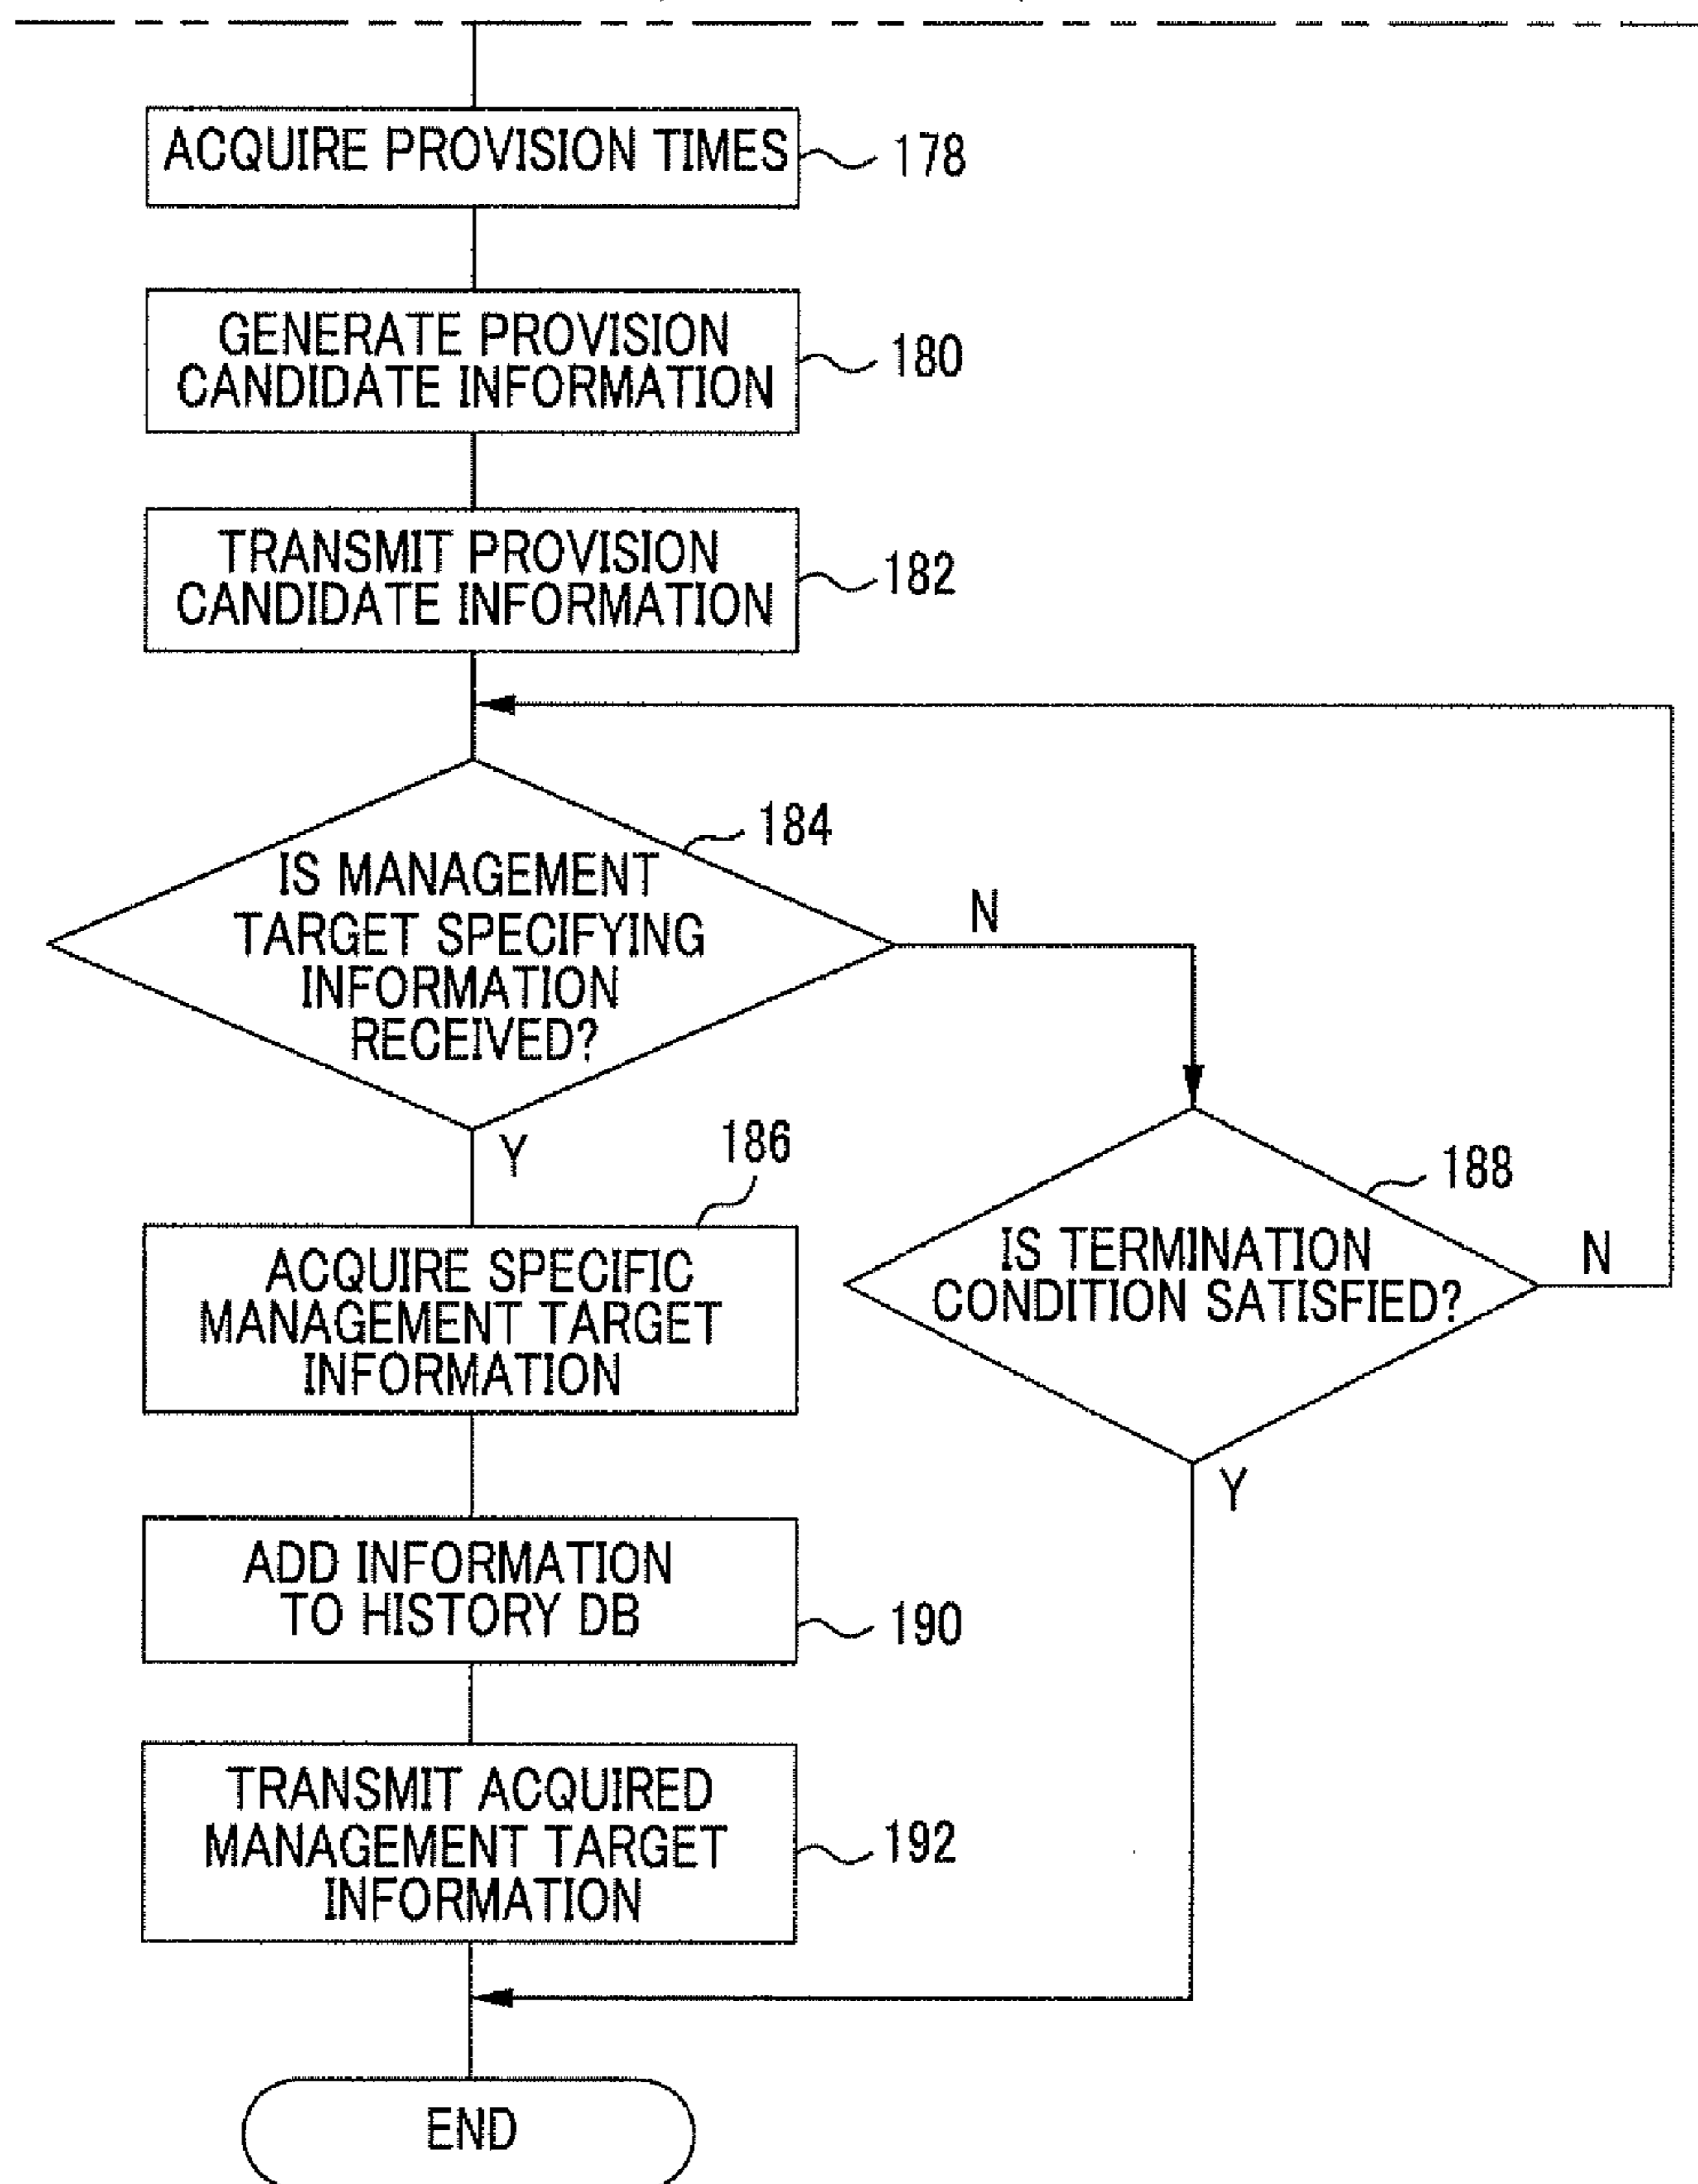 ACQUIRE PROVISION TIMES
178
GENERATE PROVISION
CANDIDATE INFORMATION
180
TRANSMIT PROVISION
CANDIDATE INFORMATION
182
184
IS MANAGEMENT
TARGET SPECIFYING
INFORMATION
RECEIVED?
N
Y
186
ACQUIRE SPECIFIC
MANAGEMENT TARGET
INFORMATION
188
IS TERMINATION
CONDITION SATISFIED?
N
Y
ADD INFORMATION
TO HISTORY DB
190
TRANSMIT ACQUIRED
MANAGEMENT TARGET
INFORMATION
192
END